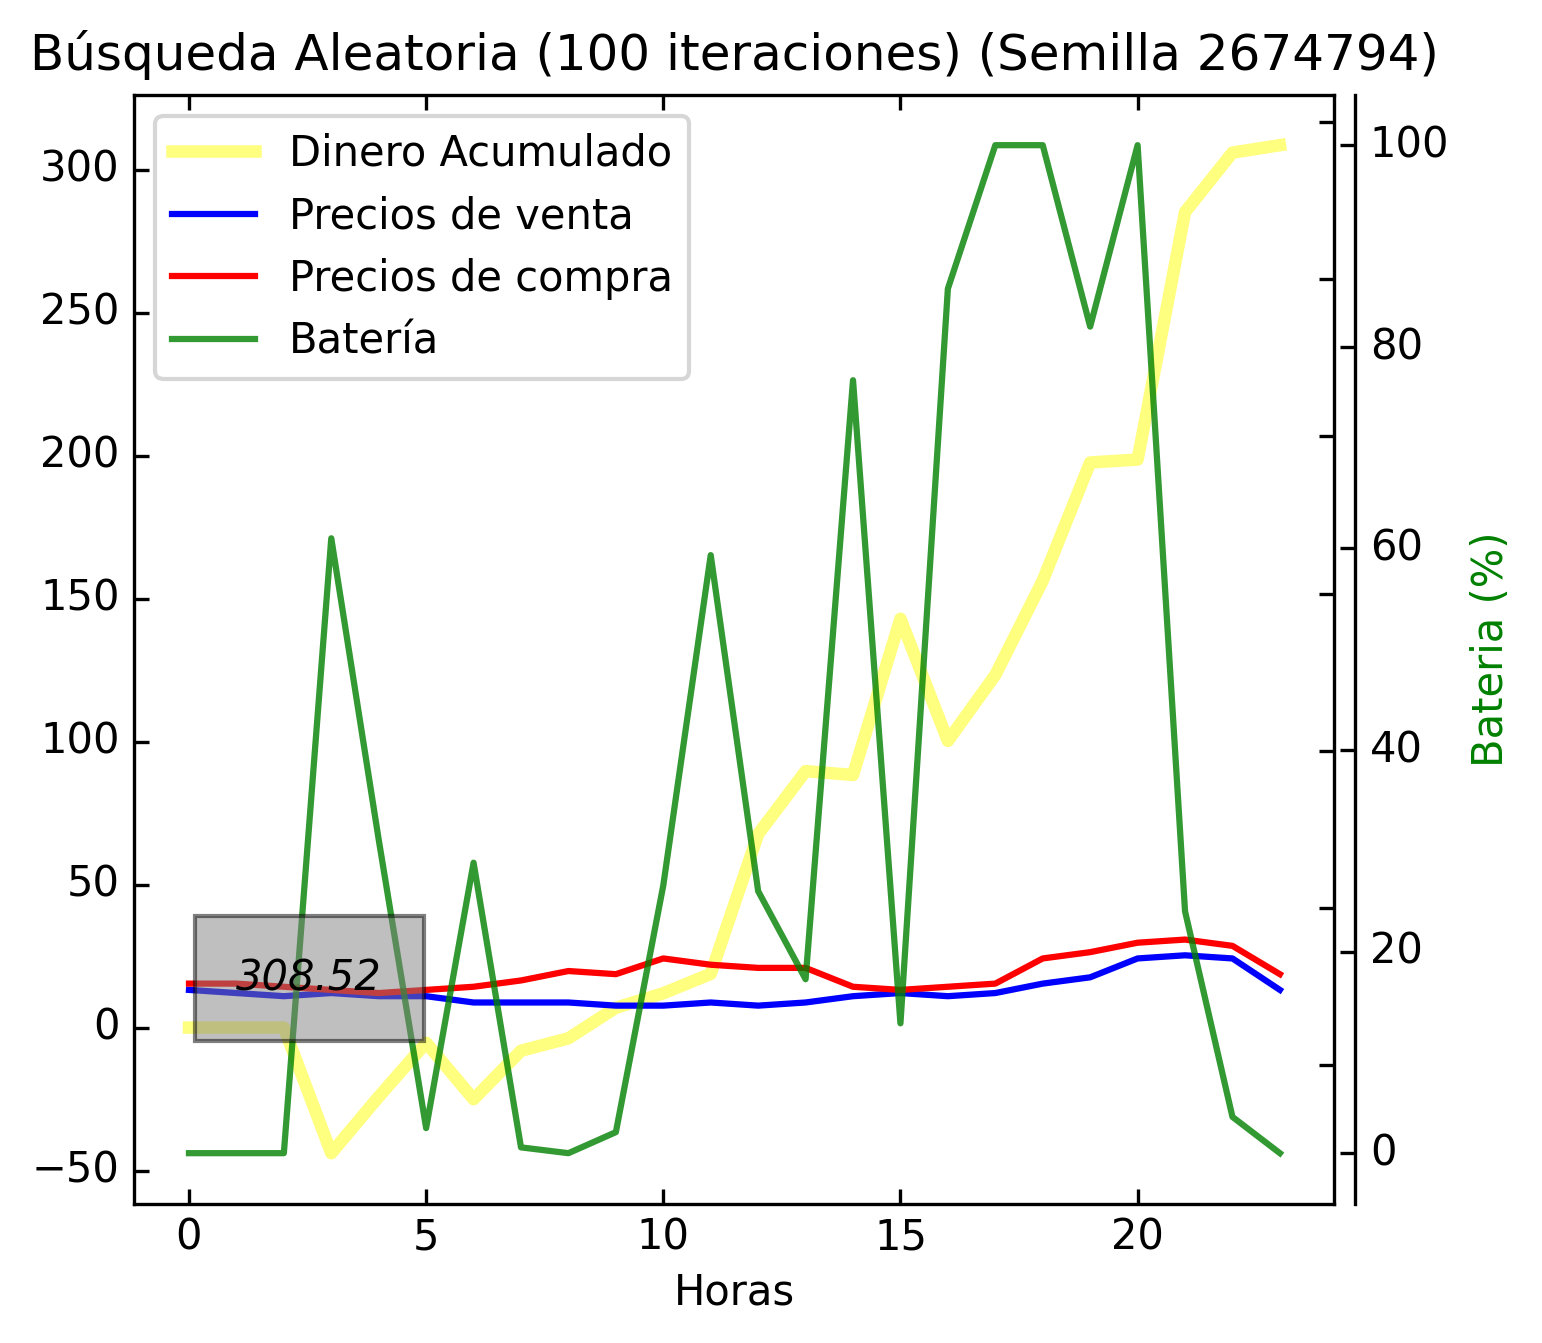 Búsqueda Aleatoria (100 iteraciones) (Semilla 2674794)
Dinero Acumulado
Precios de venta
Precios de compra
Batería
300
250
200
150
100
50
0
−50
308.52
100
80
60
40
20
0
Bateria (%)
0 5 10 15 20
Horas